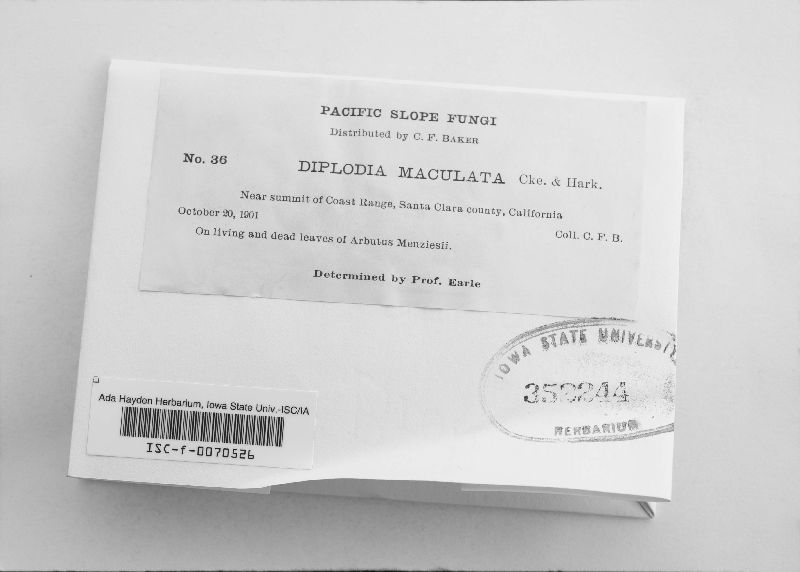 PACIFIC SLOPE FUNGI
Distributed by C. F. BAKER
No. 36 DIPLODIA MACULATA Cke. & Hark.
Near summit of Coast Range, Santa Clara county, California
October 20, 1901 Coll. C. F. B.
On living and dead leaves of Arbutus Menziesii.
Determined by Prof. Earle
IOWA STATE UNIVERSITY
HERBARIUM
Ada Hayden Herbarium, Iowa State Univ.-ISC/IA
ISC-f-0070526